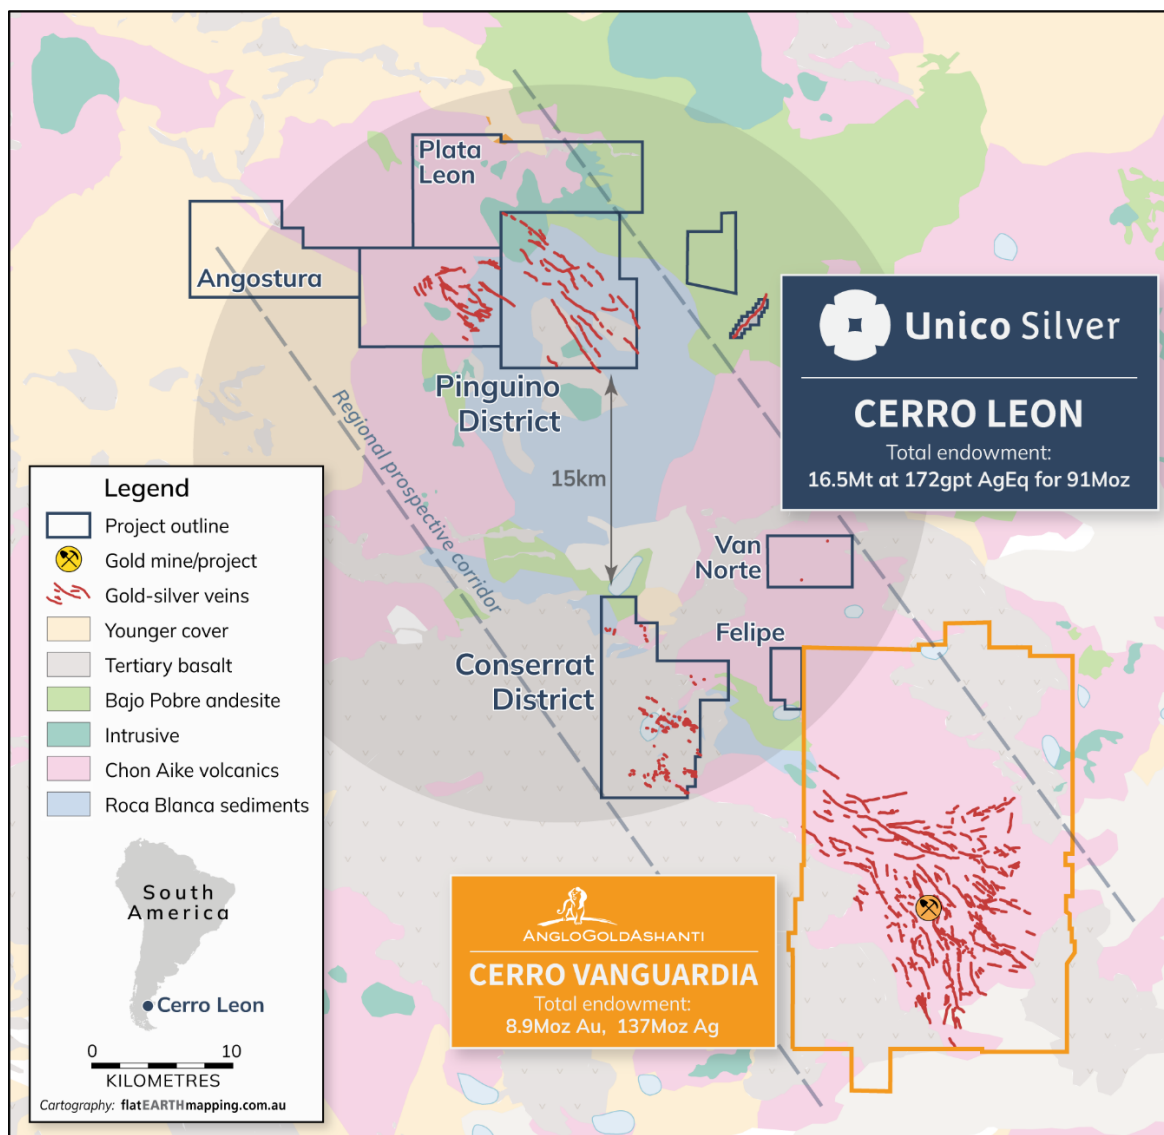 Plata
Leon
Angostura
Pinguino
District
Regional prospective corridor
15km
Unico Silver
CERRO LEON
Total endowment:
16.5Mt at 172gpt AgEq for 91Moz
Van
Norte
Felipe
Conserrat
District
Legend
Project outline
Gold mine/project
Gold-silver veins
Younger cover
Tertiary basalt
Bajo Pobre andesite
Intrusive
Chon Aike volcanics
Roca Blanca sediments
South
America
Cerro Leon
0 10
KILOMETRES
Cartography: flatEARTHmapping.com.au
ANGLOGOLDASHANTI
CERRO VANGUARDIA
Total endowment:
8.9Moz Au, 137Moz Ag